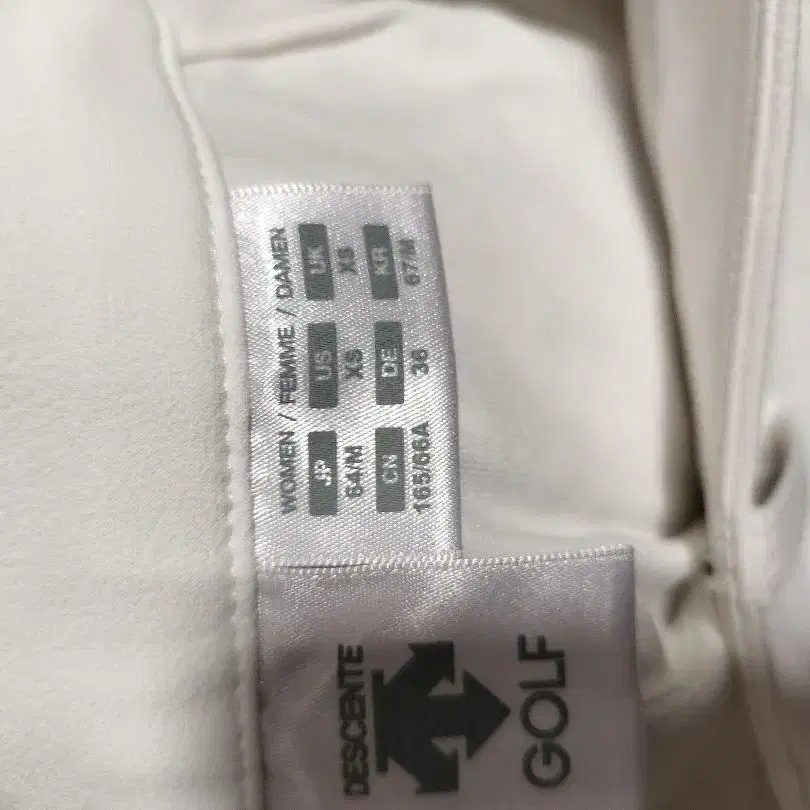 WOMEN / FEMME / DAMEN
JP US UK
64/M XS XS
CN DE KR
165/66A 36 67/M
DESCENTE
GOLF